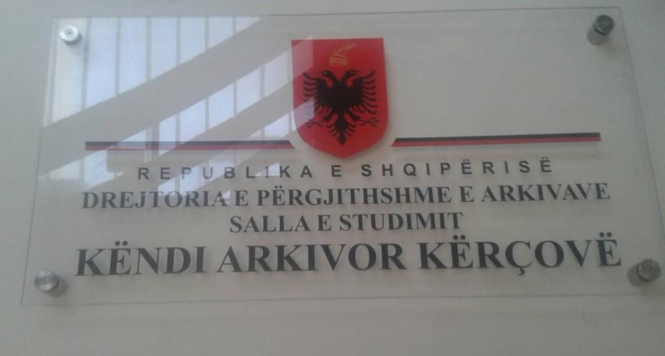 REPUBLIKA E SHQIPËRISË
DREJTORIA E PËRGJITHSHME E ARKIVAVE
SALLA E STUDIMIT
KËNDI ARKIVOR KËRÇOVË